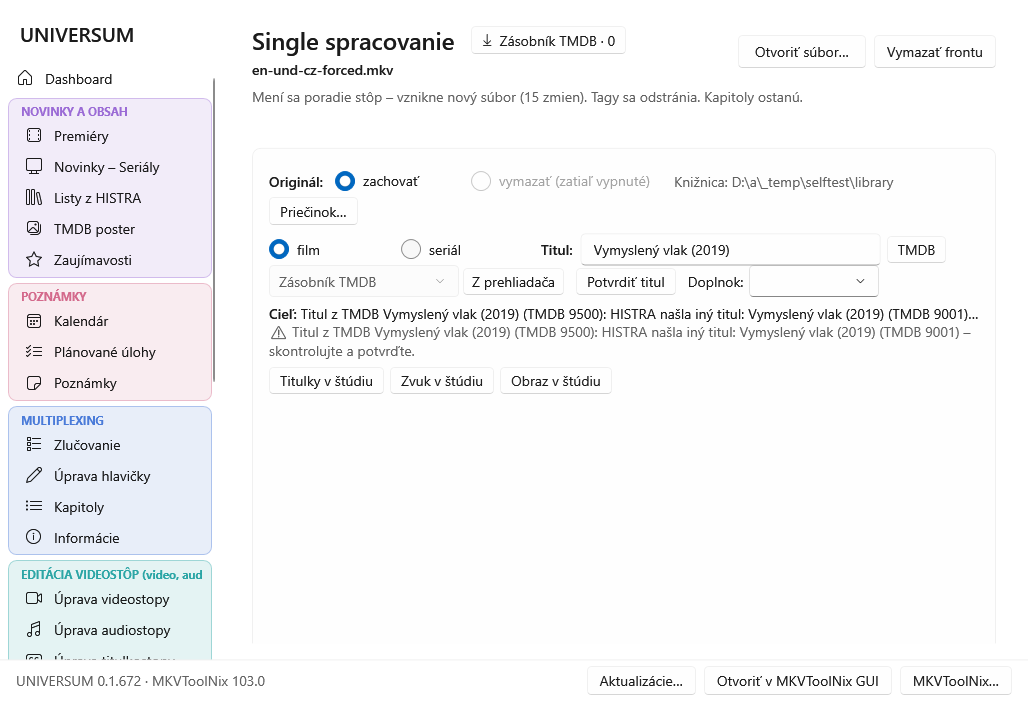 UNIVERSUM
Dashboard
NOVINKY A OBSAH
Premiéry
Novinky – Seriály
Listy z HISTRA
TMDB poster
Zaujímavosti
POZNÁMKY
Kalendár
Plánované úlohy
Poznámky
MULTIPLEXING
Zlučovanie
Úprava hlavičky
Kapitoly
Informácie
EDITÁCIA VIDEOSTÔP (video, aud
Úprava videostopy
Úprava audiostopy
Single spracovanie
Zásobník TMDB · 0
Otvoriť súbor...
Vymazať frontu
en-und-cz-forced.mkv
Mení sa poradie stôp – vznikne nový súbor (15 zmien). Tagy sa odstránia. Kapitoly ostanú.
Originál: zachovať vymazať (zatiaľ vypnuté) Knižnica: D:\a\_temp\selftest\library
Priečinok...
film seriál Titul: Vymyslený vlak (2019) TMDB
Zásobník TMDB Z prehliadača Potvrdiť titul Doplnok:
Cieľ: Titul z TMDB Vymyslený vlak (2019) (TMDB 9500): HISTRA našla iný titul: Vymyslený vlak (2019) (TMDB 9001)...
Titul z TMDB Vymyslený vlak (2019) (TMDB 9500): HISTRA našla iný titul: Vymyslený vlak (2019) (TMDB 9001) –
skontrolujte a potvrďte.
Titulky v štúdiu Zvuk v štúdiu Obraz v štúdiu
UNIVERSUM 0.1.672 · MKVToolNix 103.0
Aktualizácie... Otvoriť v MKVToolNix GUI MKVToolNix...